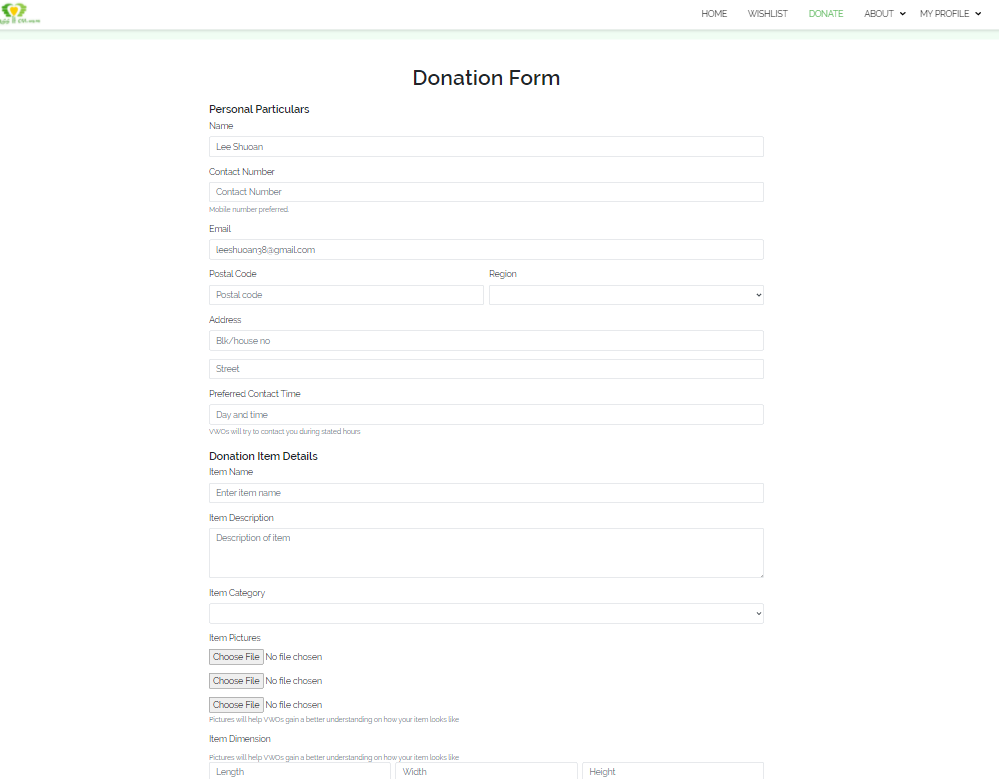 HOME WISHLIST DONATE ABOUT MY PROFILE
Donation Form
Personal Particulars
Name
Lee Shuoan
Contact Number
Contact Number
Mobile number preferred.
Email
leeshuoan38@gmail.com
Postal Code Region
Postal code
Address
Blk/house no
Street
Preferred Contact Time
Day and time
VWOs will try to contact you during stated hours
Donation Item Details
Item Name
Enter item name
Item Description
Description of item
Item Category
Item Pictures
Choose File No file chosen
Choose File No file chosen
Choose File No file chosen
Pictures will help VWOs gain a better understanding on how your item looks like
Item Dimension
Pictures will help VWOs gain a better understanding on how your item looks like
Length Width Height